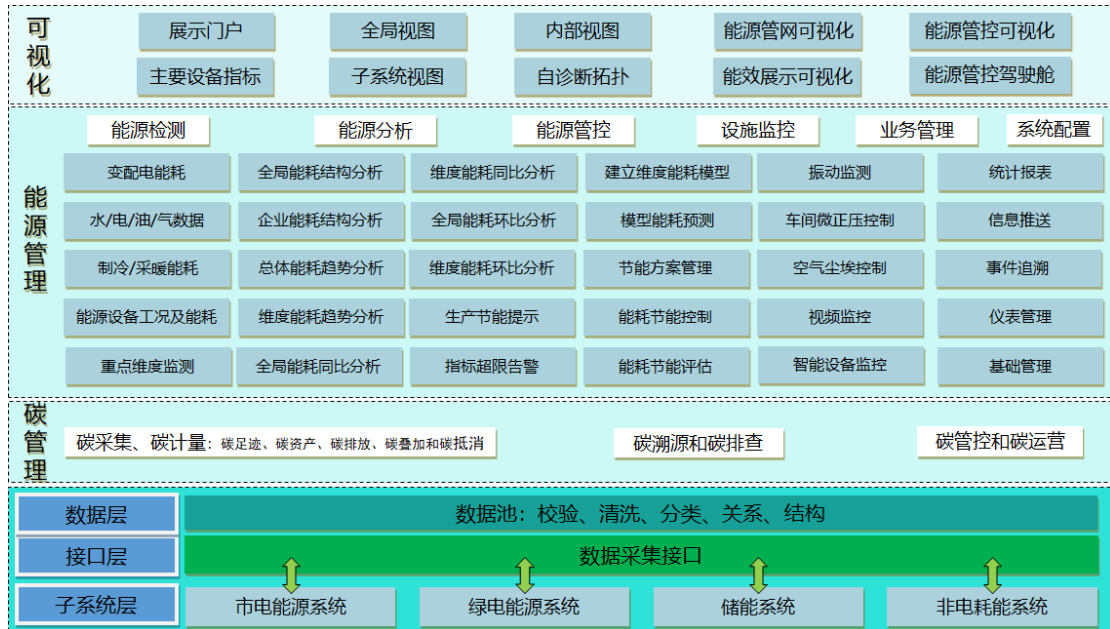 可视化
展示门户 全局视图 内部视图 能源管网可视化 能源管控可视化
主要设备指标 子系统视图 自诊断拓扑 能效展示可视化 能源管控驾驶舱
能源管理
能源检测 能源分析 能源管控 设施监控 业务管理 系统配置
变配电能耗 全局能耗结构分析 维度能耗同比分析 建立维度能耗模型 振动监测 统计报表
水/电/油/气数据 企业能耗结构分析 全局能耗环比分析 模型能耗预测 车间微正压控制 信息推送
制冷/采暖能耗 总体能耗趋势分析 维度能耗环比分析 节能方案管理 空气尘埃控制 事件追溯
能源设备工况及能耗 维度能耗趋势分析 生产节能提示 能耗节能控制 视频监控 仪表管理
重点维度监测 全局能耗同比分析 指标超限告警 能耗节能评估 智能设备监控 基础管理
碳管理
碳采集、碳计量：碳足迹、碳资产、碳排放、碳叠加和碳抵消 碳溯源和碳排查 碳管控和碳运营
数据层 数据池：校验、清洗、分类、关系、结构
接口层 数据采集接口
子系统层 市电能源系统 绿电能源系统 储能系统 非电耗能系统